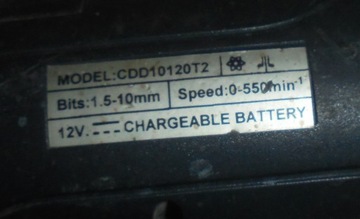 MODEL:CDD10120T2
Bits:1.5-10mm Speed:0-550min⁻¹
12V. CHARGEABLE BATTERY